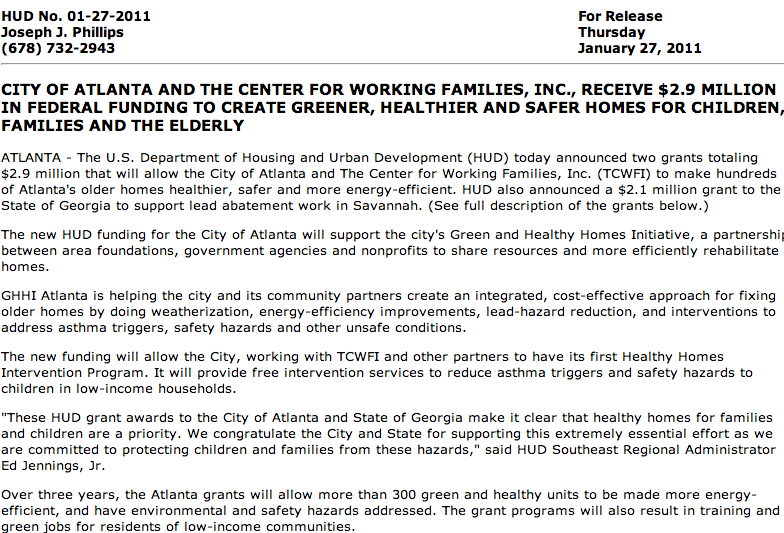 HUD No. 01-27-2011 For Release
Joseph J. Phillips Thursday
(678) 732-2943 January 27, 2011
CITY OF ATLANTA AND THE CENTER FOR WORKING FAMILIES, INC., RECEIVE $2.9 MILLION
IN FEDERAL FUNDING TO CREATE GREENER, HEALTHIER AND SAFER HOMES FOR CHILDREN,
FAMILIES AND THE ELDERLY
ATLANTA - The U.S. Department of Housing and Urban Development (HUD) today announced two grants totaling
$2.9 million that will allow the City of Atlanta and The Center for Working Families, Inc. (TCWFI) to make hundreds
of Atlanta's older homes healthier, safer and more energy-efficient. HUD also announced a $2.1 million grant to the
State of Georgia to support lead abatement work in Savannah. (See full description of the grants below.)
The new HUD funding for the City of Atlanta will support the city's Green and Healthy Homes Initiative, a partnership
between area foundations, government agencies and nonprofits to share resources and more efficiently rehabilitate
homes.
GHHI Atlanta is helping the city and its community partners create an integrated, cost-effective approach for fixing
older homes by doing weatherization, energy-efficiency improvements, lead-hazard reduction, and interventions to
address asthma triggers, safety hazards and other unsafe conditions.
The new funding will allow the City, working with TCWFI and other partners to have its first Healthy Homes
Intervention Program. It will provide free intervention services to reduce asthma triggers and safety hazards to
children in low-income households.
"These HUD grant awards to the City of Atlanta and State of Georgia make it clear that healthy homes for families
and children are a priority. We congratulate the City and State for supporting this extremely essential effort as we
are committed to protecting children and families from these hazards," said HUD Southeast Regional Administrator
Ed Jennings, Jr.
Over three years, the Atlanta grants will allow more than 300 green and healthy units to be made more energy-
efficient, and have environmental and safety hazards addressed. The grant programs will also result in training and
green jobs for residents of low-income communities.